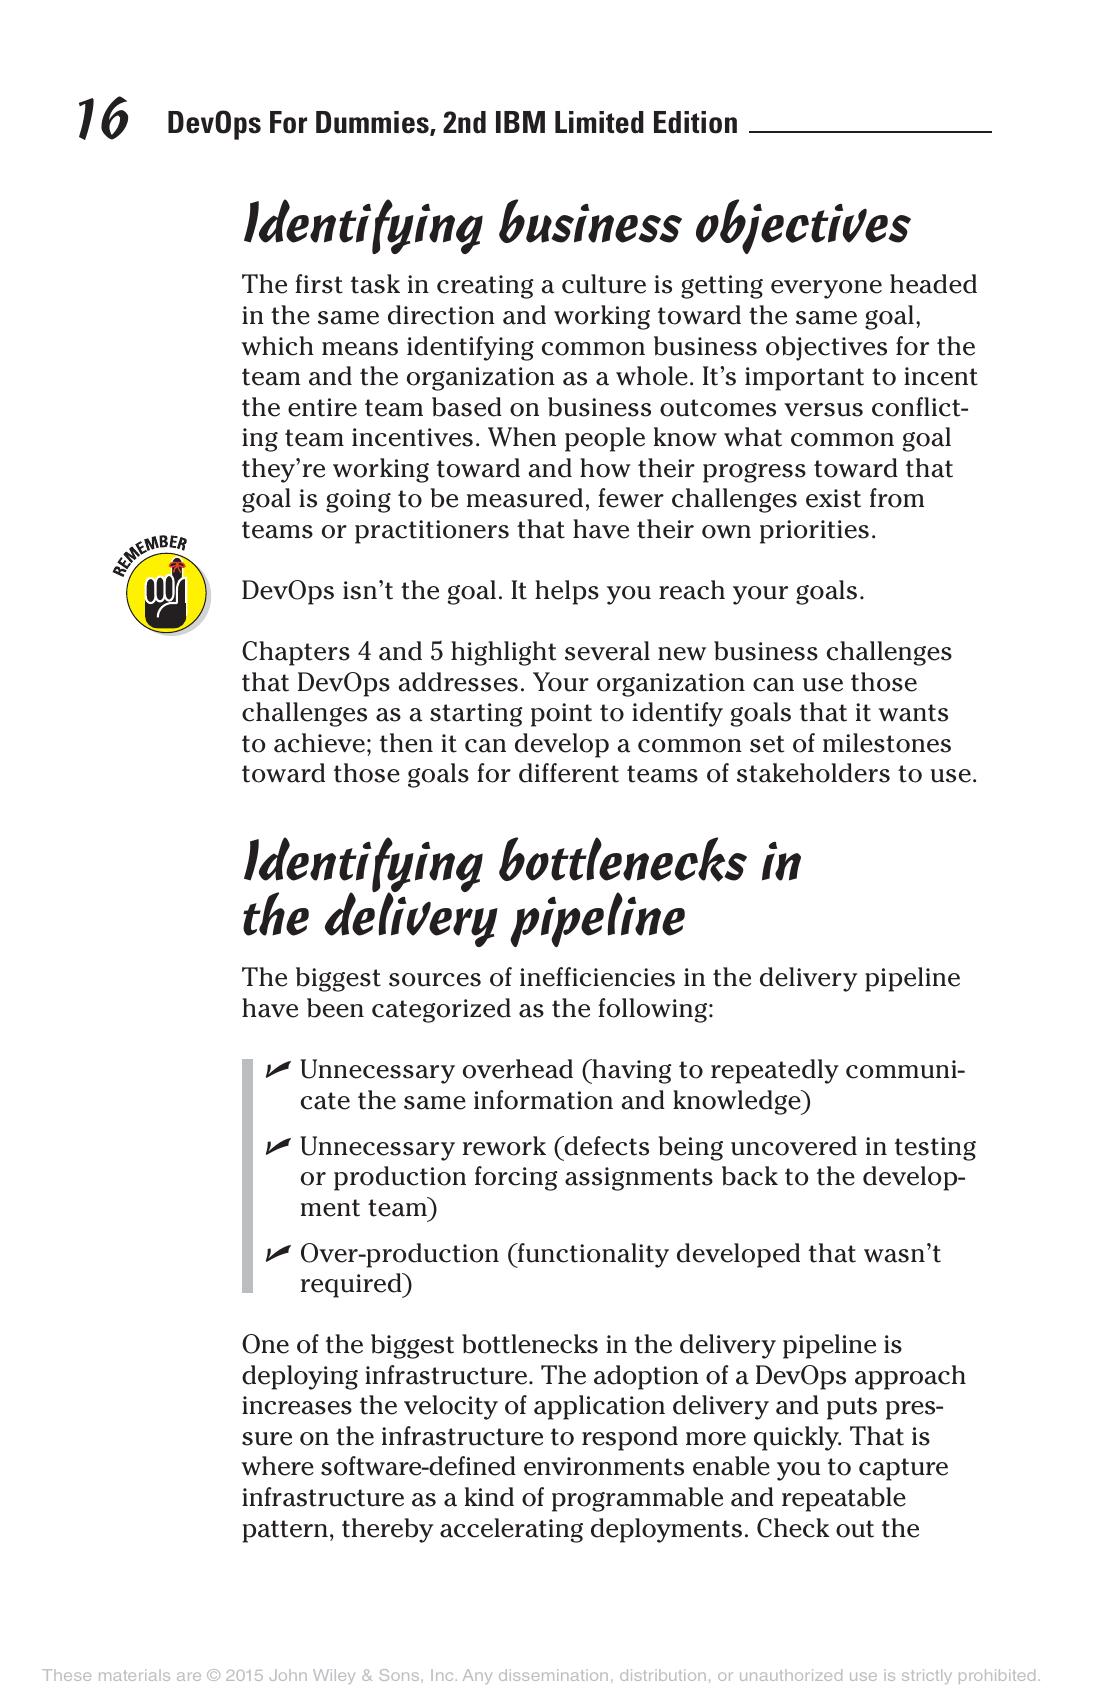 16 DevOps For Dummies, 2nd IBM Limited Edition
Identifying business objectives
The first task in creating a culture is getting everyone headed
in the same direction and working toward the same goal,
which means identifying common business objectives for the
team and the organization as a whole. It’s important to incent
the entire team based on business outcomes versus conflict-
ing team incentives. When people know what common goal
they’re working toward and how their progress toward that
goal is going to be measured, fewer challenges exist from
teams or practitioners that have their own priorities.
REMEMBER
DevOps isn’t the goal. It helps you reach your goals.
Chapters 4 and 5 highlight several new business challenges
that DevOps addresses. Your organization can use those
challenges as a starting point to identify goals that it wants
to achieve; then it can develop a common set of milestones
toward those goals for different teams of stakeholders to use.
Identifying bottlenecks in
the delivery pipeline
The biggest sources of inefficiencies in the delivery pipeline
have been categorized as the following:
✓ Unnecessary overhead (having to repeatedly communi-
cate the same information and knowledge)
✓ Unnecessary rework (defects being uncovered in testing
or production forcing assignments back to the develop-
ment team)
✓ Over-production (functionality developed that wasn’t
required)
One of the biggest bottlenecks in the delivery pipeline is
deploying infrastructure. The adoption of a DevOps approach
increases the velocity of application delivery and puts pres-
sure on the infrastructure to respond more quickly. That is
where software-defined environments enable you to capture
infrastructure as a kind of programmable and repeatable
pattern, thereby accelerating deployments. Check out the
These materials are © 2015 John Wiley & Sons, Inc. Any dissemination, distribution, or unauthorized use is strictly prohibited.